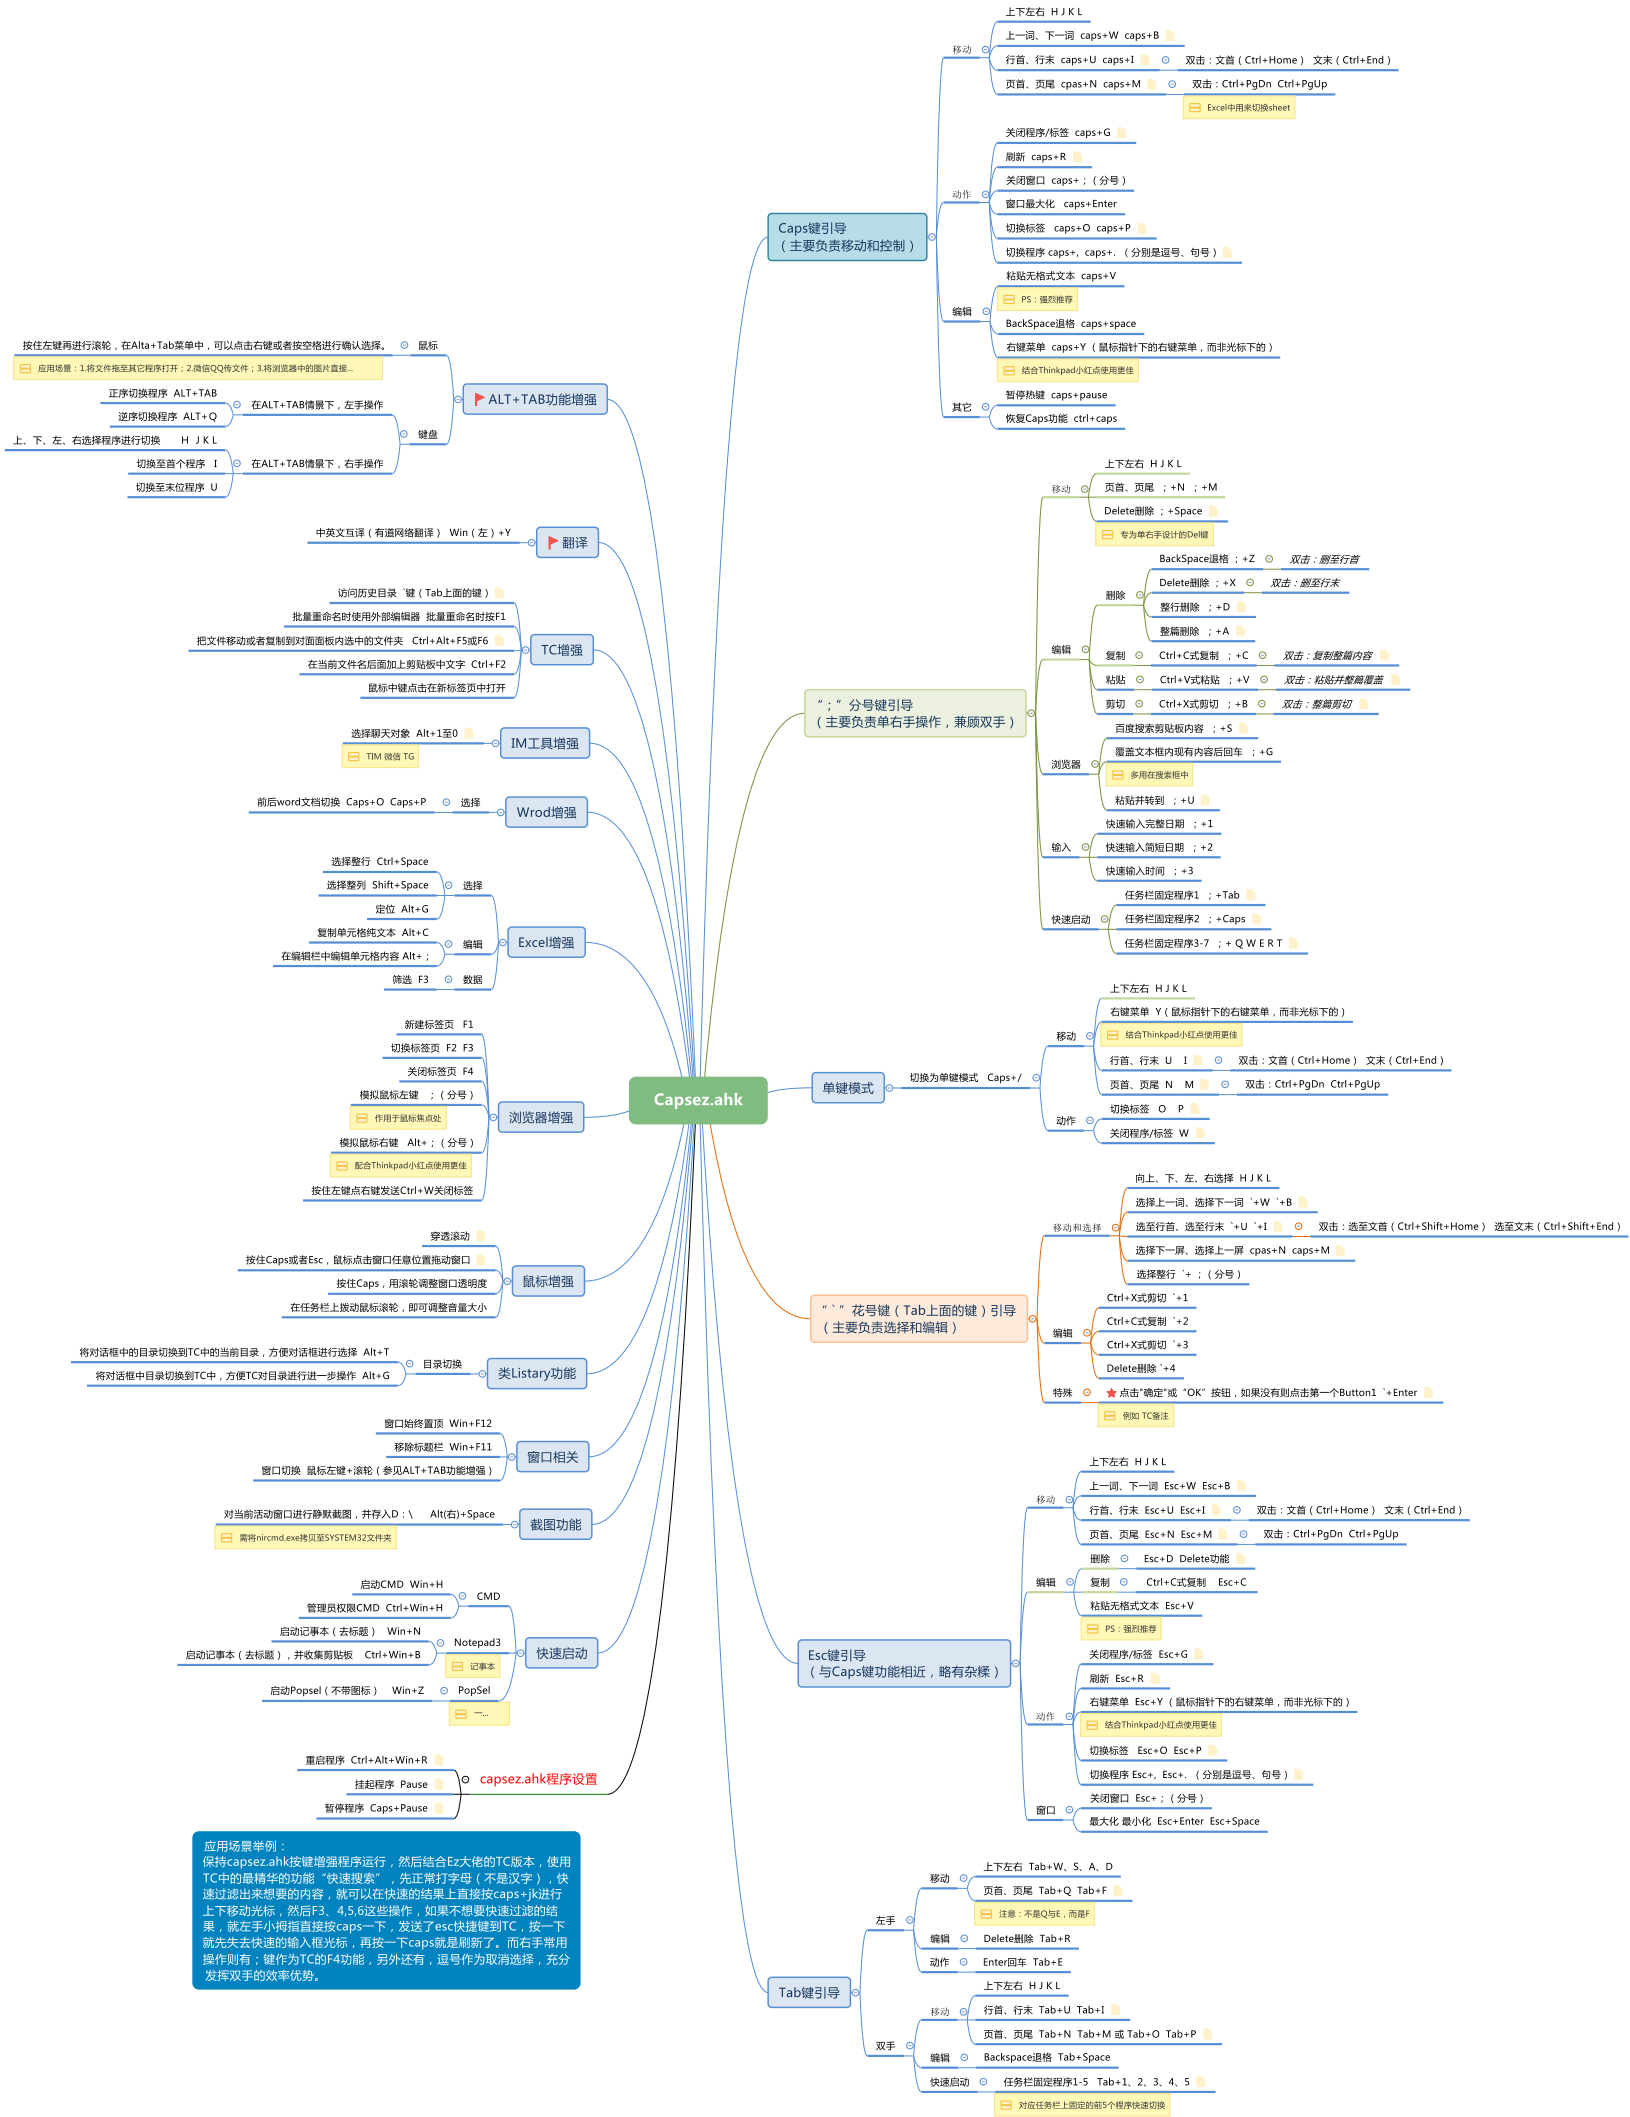 Capsez.ahk
Caps键引导
（主要负责移动和控制）
移动
上下左右  H J K L
上一词、下一词  caps+W  caps+B
行首、行末  caps+U  caps+I
双击：文首（Ctrl+Home）  文末（Ctrl+End）
页首、页尾  cpas+N  caps+M
双击：Ctrl+PgDn  Ctrl+PgUp
Excel中用来切换sheet
动作
关闭程序/标签  caps+G
刷新  caps+R
关闭窗口  caps+；（分号）
窗口最大化   caps+Enter
切换标签   caps+O  caps+P
切换程序 caps+,  caps+.  （分别是逗号、句号）
编辑
粘贴无格式文本  caps+V
PS：强烈推荐
BackSpace退格  caps+space
右键菜单  caps+Y （鼠标指针下的右键菜单，而非光标下的）
结合Thinkpad小红点使用更佳
其它
暂停热键  caps+pause
恢复Caps功能  ctrl+caps
“；”分号键引导
（主要负责单右手操作，兼顾双手）
移动
上下左右  H J K L
页首、页尾  ；+N  ；+M
Delete删除 ；+Space
专为单右手设计的Del键
编辑
删除
BackSpace退格 ；+Z
双击：删至行首
Delete删除 ；+X
双击：删至行末
整行删除  ；+D
整篇删除  ；+A
复制
Ctrl+C式复制  ；+C
双击：复制整篇内容
粘贴
Ctrl+V式粘贴  ；+V
双击：粘贴并整篇覆盖
剪切
Ctrl+X式剪切  ；+B
双击：整篇剪切
浏览器
百度搜索剪贴板内容  ；+S
覆盖文本框内现有内容后回车  ；+G
多用在搜索框中
粘贴并转到  ；+U
输入
快速输入完整日期  ；+1
快速输入简短日期  ；+2
快速输入时间  ；+3
快速启动
任务栏固定程序1  ；+Tab
任务栏固定程序2  ；+Caps
任务栏固定程序3-7  ；+ Q W E R T
单键模式
切换为单键模式   Caps+/
移动
上下左右  H J K L
右键菜单  Y（鼠标指针下的右键菜单，而非光标下的）
结合Thinkpad小红点使用更佳
行首、行末  U    I
双击：文首（Ctrl+Home）  文末（Ctrl+End）
页首、页尾  N    M
双击：Ctrl+PgDn  Ctrl+PgUp
动作
切换标签   O    P
关闭程序/标签  W
“ ` ”花号键（Tab上面的键）引导
（主要负责选择和编辑）
移动和选择
向上、下、左、右选择  H J K L
选择上一词、选择下一词  `+W  `+B
选至行首、选至行末  `+U  `+I
双击：选至文首（Ctrl+Shift+Home）  选至文末（Ctrl+Shift+End）
选择下一屏、选择上一屏  cpas+N  caps+M
选择整行  `+ ；（分号）
编辑
Ctrl+X式剪切  `+1
Ctrl+C式复制  `+2
Ctrl+X式剪切  `+3
Delete删除 `+4
特殊
点击"确定"或“OK”按钮，如果没有则点击第一个Button1  `+Enter
例如 TC备注
Esc键引导
（与Caps键功能相近，略有杂糅）
移动
上下左右  H J K L
上一词、下一词  Esc+W  Esc+B
行首、行末  Esc+U  Esc+I
双击：文首（Ctrl+Home）  文末（Ctrl+End）
页首、页尾  Esc+N  Esc+M
双击：Ctrl+PgDn  Ctrl+PgUp
编辑
删除
Esc+D  Delete功能
复制
Ctrl+C式复制    Esc+C
粘贴无格式文本  Esc+V
PS：强烈推荐
动作
关闭程序/标签  Esc+G
刷新  Esc+R
右键菜单  Esc+Y （鼠标指针下的右键菜单，而非光标下的）
结合Thinkpad小红点使用更佳
切换标签   Esc+O  Esc+P
切换程序 Esc+,  Esc+.  （分别是逗号、句号）
窗口
关闭窗口  Esc+；（分号）
最大化 最小化  Esc+Enter  Esc+Space
Tab键引导
左手
移动
上下左右  Tab+W、S、A、D
页首、页尾  Tab+Q  Tab+F
注意：不是Q与E，而是F
编辑
Delete删除  Tab+R
动作
Enter回车  Tab+E
双手
移动
上下左右  H J K L
行首、行末  Tab+U  Tab+I
页首、页尾  Tab+N  Tab+M 或 Tab+O  Tab+P
编辑
Backspace退格  Tab+Space
快速启动
任务栏固定程序1-5   Tab+1、2、3、4、5
对应任务栏上固定的前5个程序快速切换
ALT+TAB功能增强
鼠标
按住左键再进行滚轮，在Alta+Tab菜单中，可以点击右键或者按空格进行确认选择。
应用场景：1.将文件拖至其它程序打开；2.微信QQ传文件；3.将浏览器中的图片直接...
键盘
在ALT+TAB情景下，左手操作
正序切换程序  ALT+TAB
逆序切换程序  ALT+Q
在ALT+TAB情景下，右手操作
上、下、左、右选择程序进行切换      H  J K L
切换至首个程序   I
切换至末位程序  U
翻译
中英文互译（有道网络翻译）  Win（左）+Y
TC增强
访问历史目录  `键（Tab上面的键）
批量重命名时使用外部编辑器  批量重命名时按F1
把文件移动或者复制到对面面板内选中的文件夹   Ctrl+Alt+F5或F6
在当前文件名后面加上剪贴板中文字  Ctrl+F2
鼠标中键点击在新标签页中打开
IM工具增强
选择聊天对象  Alt+1至0
TIM 微信 TG
Wrod增强
选择
前后word文档切换  Caps+O  Caps+P
Excel增强
选择
选择整行  Ctrl+Space
选择整列  Shift+Space
定位  Alt+G
编辑
复制单元格纯文本  Alt+C
在编辑栏中编辑单元格内容 Alt+；
数据
筛选  F3
浏览器增强
新建标签页   F1
切换标签页  F2  F3
关闭标签页  F4
模拟鼠标左键   ；（分号）
作用于鼠标焦点处
模拟鼠标右键   Alt+；（分号）
配合Thinkpad小红点使用更佳
按住左键点右键发送Ctrl+W关闭标签
鼠标增强
穿透滚动
按住Caps或者Esc，鼠标点击窗口任意位置拖动窗口
按住Caps，用滚轮调整窗口透明度
在任务栏上拨动鼠标滚轮，即可调整音量大小
类Listary功能
目录切换
将对话框中的目录切换到TC中的当前目录，方便对话框进行选择  Alt+T
将对话框中目录切换到TC中，方便TC对目录进行进一步操作  Alt+G
窗口相关
窗口始终置顶  Win+F12
移除标题栏  Win+F11
窗口切换  鼠标左键+滚轮（参见ALT+TAB功能增强）
截图功能
对当前活动窗口进行静默截图，并存入D：\      Alt(右)+Space
需将nircmd.exe拷贝至SYSTEM32文件夹
快速启动
CMD
启动CMD  Win+H
管理员权限CMD  Ctrl+Win+H
Notepad3
记事本
启动记事本（去标题）   Win+N
启动记事本（去标题），并收集剪贴板    Ctrl+Win+B
PopSel
一...
启动Popsel（不带图标）    Win+Z
capsez.ahk程序设置
重启程序  Ctrl+Alt+Win+R
挂起程序  Pause
暂停程序  Caps+Pause
应用场景举例：
保持capsez.ahk按键增强程序运行，然后结合Ez大佬的TC版本，使用
TC中的最精华的功能“快速搜索”，先正常打字母（不是汉字），快
速过滤出来想要的内容，就可以在快速的结果上直接按caps+jk进行
上下移动光标，然后F3、4,5,6这些操作，如果不想要快速过滤的结
果，就左手小拇指直接按caps一下，发送了esc快捷键到TC，按一下
就先失去快速的输入框光标，再按一下caps就是刷新了。而右手常用
操作则有；键作为TC的F4功能，另外还有，逗号作为取消选择，充分
发挥双手的效率优势。